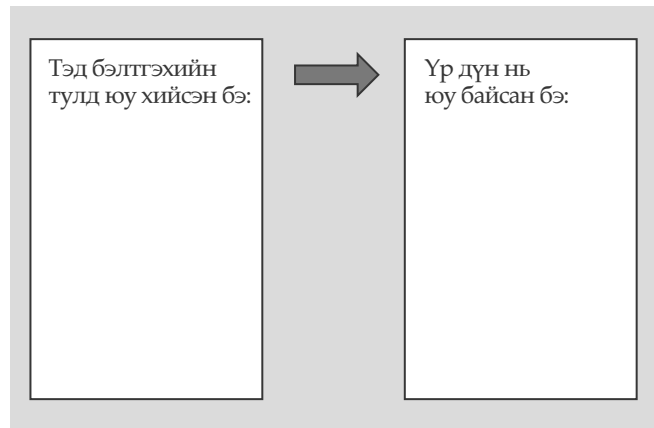 Тэд бэлтгэхийн
тулд юу хийсэн бэ:
Үр дүн нь
юу байсан бэ: